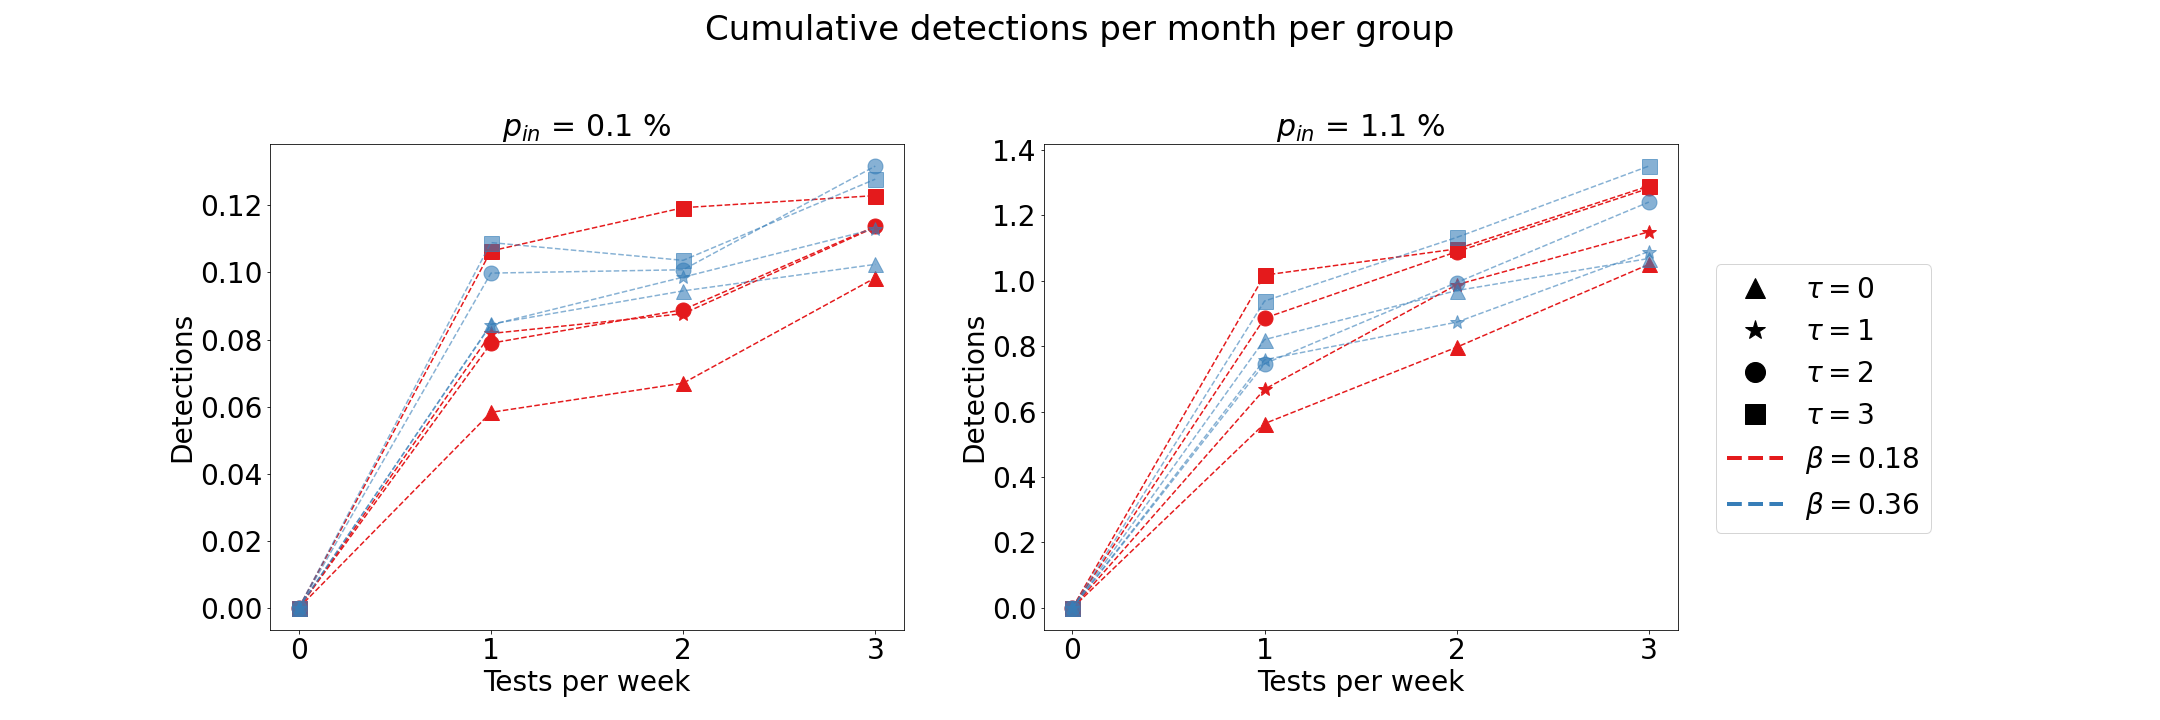 Cumulative detections per month per group
p_in = 0.1 %
0.12
0.10
0.08
0.06
0.04
0.02
0.00
Detections
0 1 2 3
Tests per week
p_in = 1.1 %
1.4
1.2
1.0
0.8
0.6
0.4
0.2
0.0
Detections
0 1 2 3
Tests per week
τ = 0
τ = 1
τ = 2
τ = 3
β = 0.18
β = 0.36